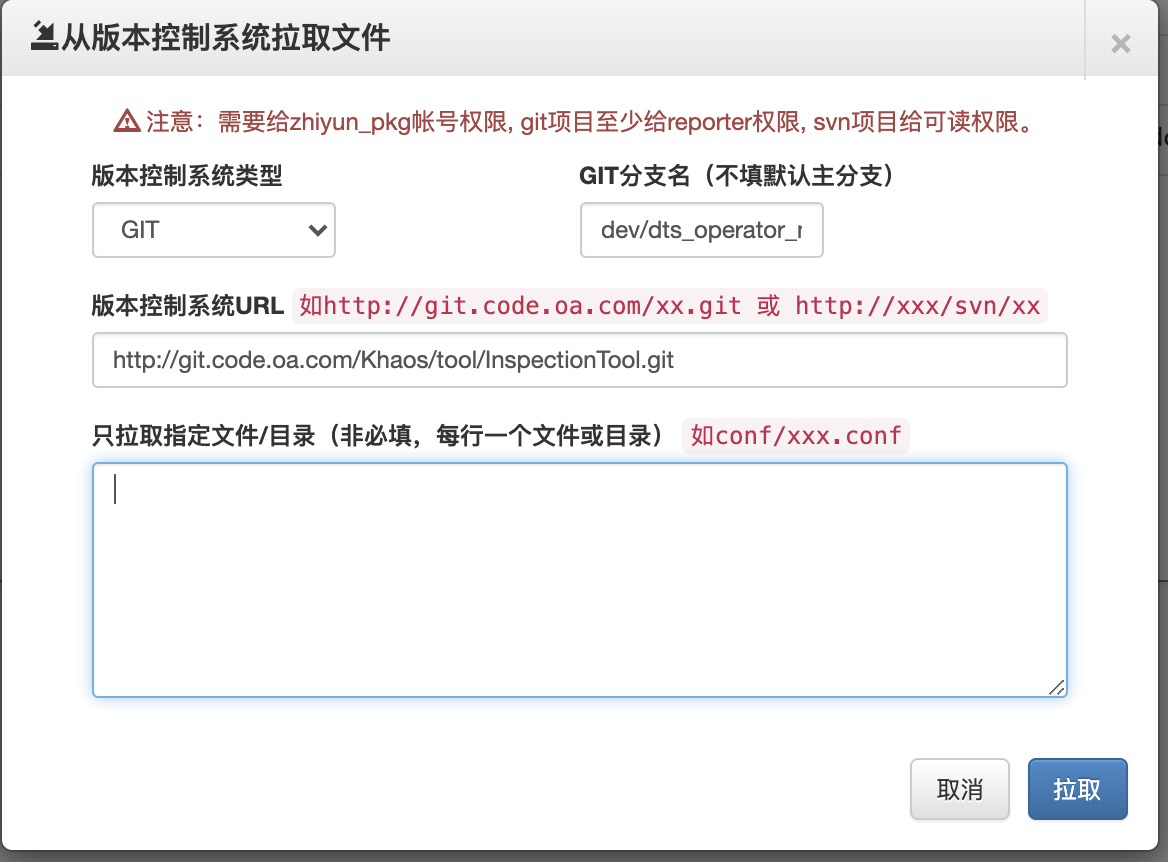 从版本控制系统拉取文件
×
注意：需要给zhiyun_pkg帐号权限, git项目至少给reporter权限, svn项目给可读权限。
版本控制系统类型
GIT分支名（不填默认主分支）
GIT
dev/dts_operator_
版本控制系统URL 如http://git.code.oa.com/xx.git 或 http://xxx/svn/xx
http://git.code.oa.com/Khaos/tool/InspectionTool.git
只拉取指定文件/目录（非必填，每行一个文件或目录） 如conf/xxx.conf
取消
拉取